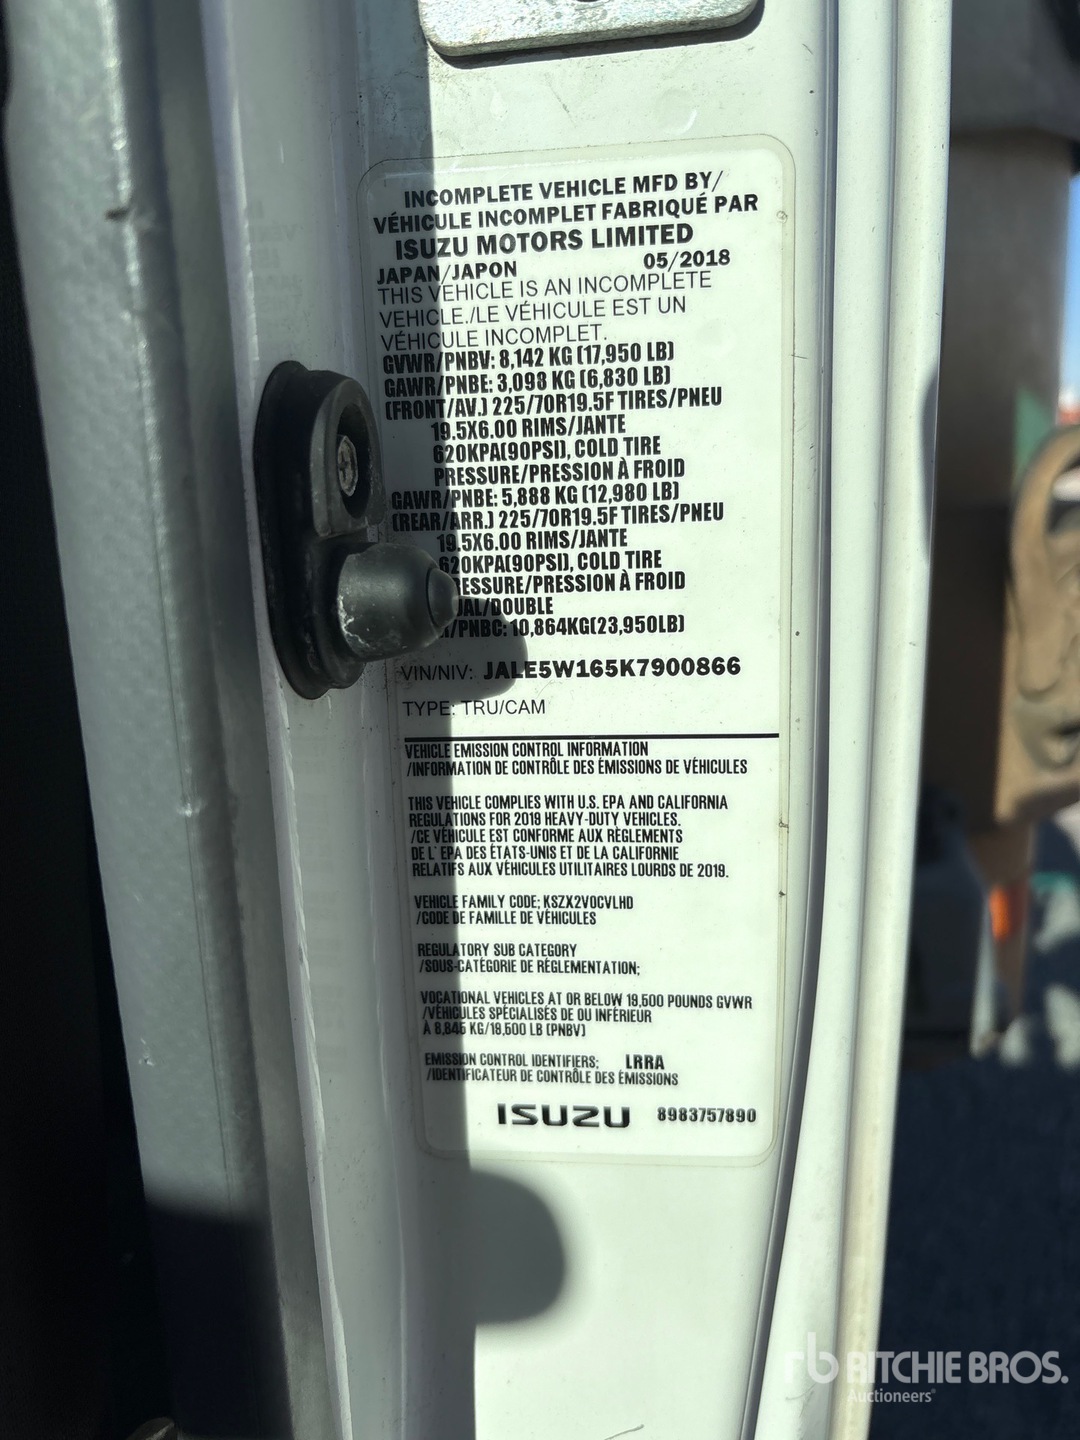 INCOMPLETE VEHICLE MFD BY/
VÉHICULE INCOMPLET FABRIQUÉ PAR
ISUZU MOTORS LIMITED
JAPAN/JAPON 05/2018
THIS VEHICLE IS AN INCOMPLETE
VEHICLE./LE VÉHICULE EST UN
VÉHICULE INCOMPLET.
GVWR/PNBV: 8,142 KG (17,950 LB)
GAWR/PNBE: 3,098 KG (6,830 LB)
(FRONT/AV.) 225/70R19.5F TIRES/PNEU
19.5X6.00 RIMS/JANTE
620KPA(90PSI), COLD TIRE
PRESSURE/PRESSION À FROID
GAWR/PNBE: 5,888 KG (12,980 LB)
(REAR/ARR.) 225/70R19.5F TIRES/PNEU
19.5X6.00 RIMS/JANTE
620KPA(90PSI), COLD TIRE
RESSURE/PRESSION À FROID
UAL/DOUBLE
/PNBC: 10,864KG(23,950LB)
VIN/NIV: JALE5W165K7900866
TYPE: TRU/CAM
VEHICLE EMISSION CONTROL INFORMATION
/INFORMATION DE CONTRÔLE DES ÉMISSIONS DE VÉHICULES
THIS VEHICLE COMPLIES WITH U.S. EPA AND CALIFORNIA
REGULATIONS FOR 2019 HEAVY-DUTY VEHICLES.
/CE VÉHICULE EST CONFORME AUX RÈGLEMENTS
DE L' EPA DES ÉTATS-UNIS ET DE LA CALIFORNIE
RELATIFS AUX VÉHICULES UTILITAIRES LOURDS DE 2019.
VEHICLE FAMILY CODE; KSZX2VOCVLHD
/CODE DE FAMILLE DE VÉHICULES
REGULATORY SUB CATEGORY
/SOUS-CATÉGORIE DE RÉGLEMENTATION;
VOCATIONAL VEHICLES AT OR BELOW 19,500 POUNDS GVWR
/VÉHICULES SPÉCIALISÉS DE OU INFÉRIEUR
À 8,845 KG/19,500 LB (PNBV)
EMISSION CONTROL IDENTIFIERS; LRRA
/IDENTIFICATEUR DE CONTRÔLE DES ÉMISSIONS
ISUZU 8983757890
rb RITCHIE BROS.
Auctioneers